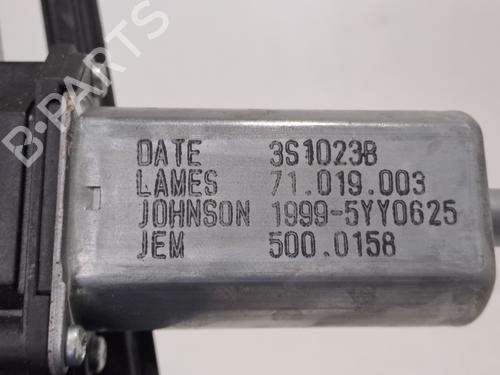 B-PARTS
DATE 3S1023B
LAMES 71.019.003
JOHNSON 1999-5YY0625
JEM 500.0158